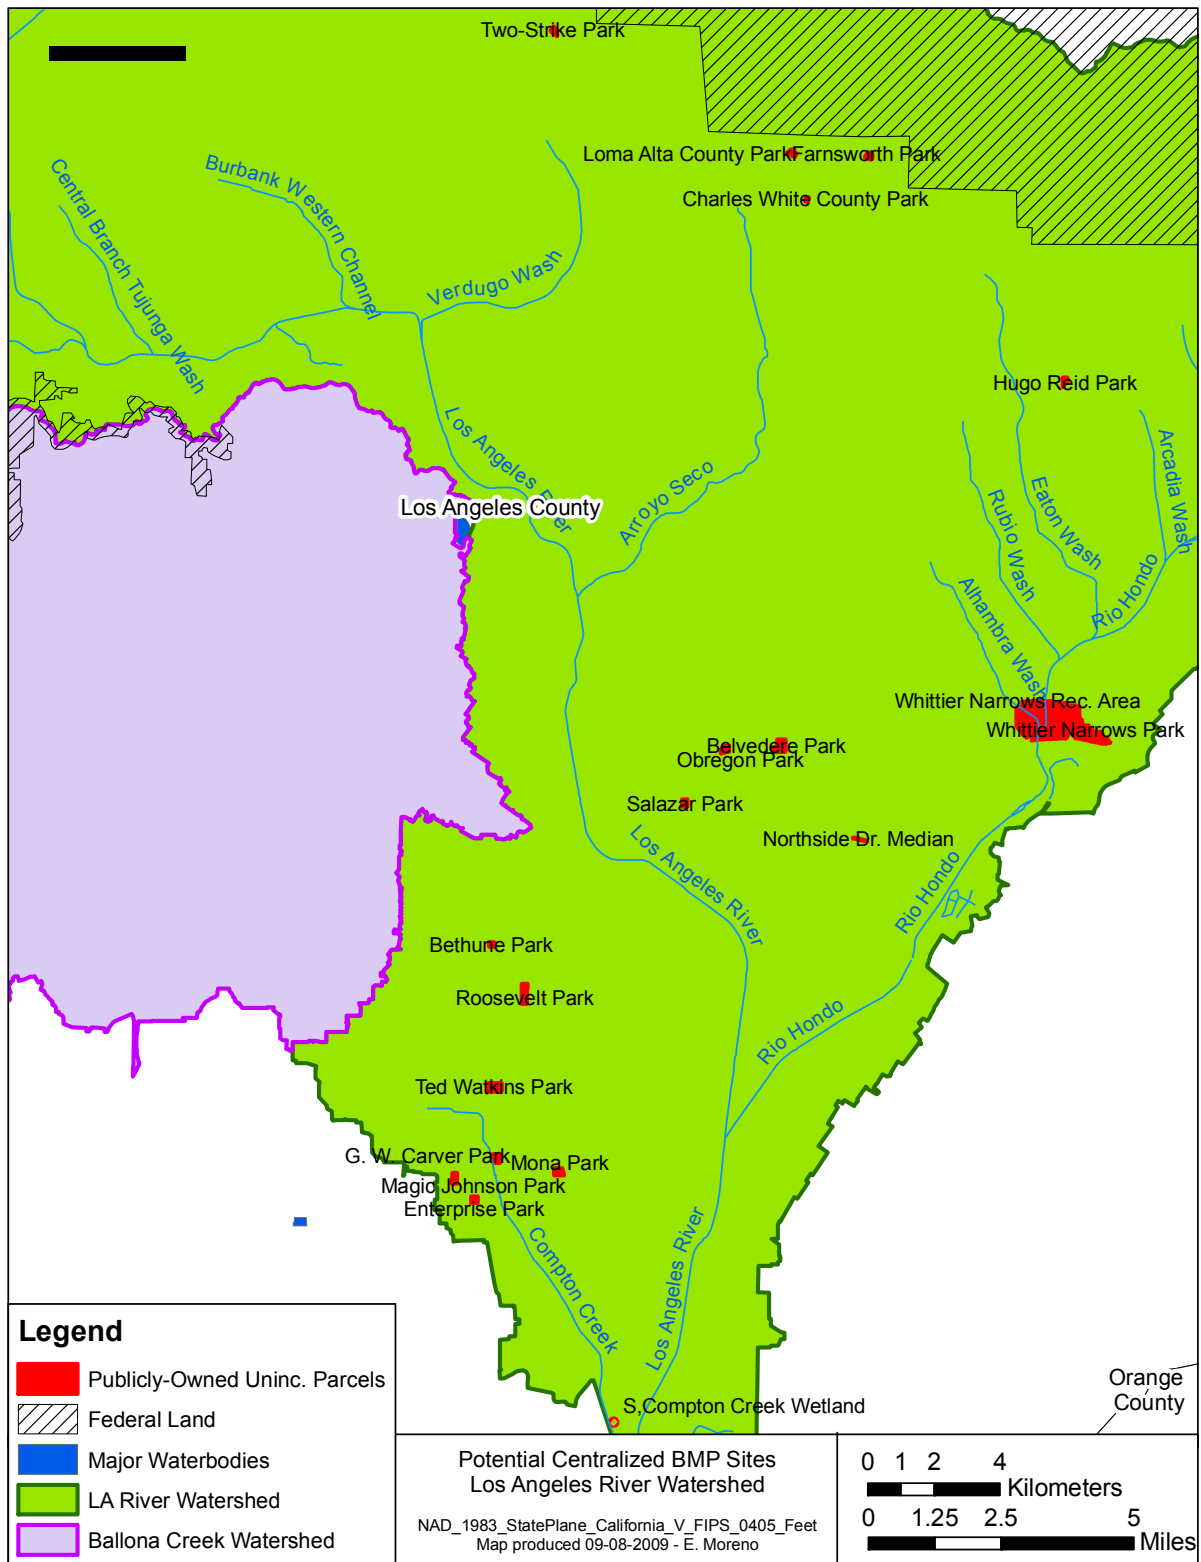 Two-Strike Park
Loma Alta County Park
Farnsworth Park
Charles White County Park
Burbank Western Channel
Central Branch Tujunga Wash
Verdugo Wash
Hugo Reid Park
Los Angeles River
Arroyo Seco
Los Angeles County
Arcadia Wash
Eaton Wash
Rubio Wash
Rio Hondo
Alhambra Wash
Whittier Narrows Rec. Area
Whittier Narrows Park
Belvedere Park
Obregon Park
Salazar Park
Northside Dr. Median
Los Angeles River
Rio Hondo
Bethune Park
Roosevelt Park
Rio Hondo
Ted Watkins Park
G. W. Carver Park
Mona Park
Magic Johnson Park
Enterprise Park
Compton Creek
Los Angeles River
S,Compton Creek Wetland
Orange
County
Legend
Publicly-Owned Uninc. Parcels
Federal Land
Major Waterbodies
LA River Watershed
Ballona Creek Watershed
Potential Centralized BMP Sites
Los Angeles River Watershed
NAD_1983_StatePlane_California_V_FIPS_0405_Feet
Map produced 09-08-2009 - E. Moreno
0 1 2 4
Kilometers
0 1.25 2.5 5
Miles